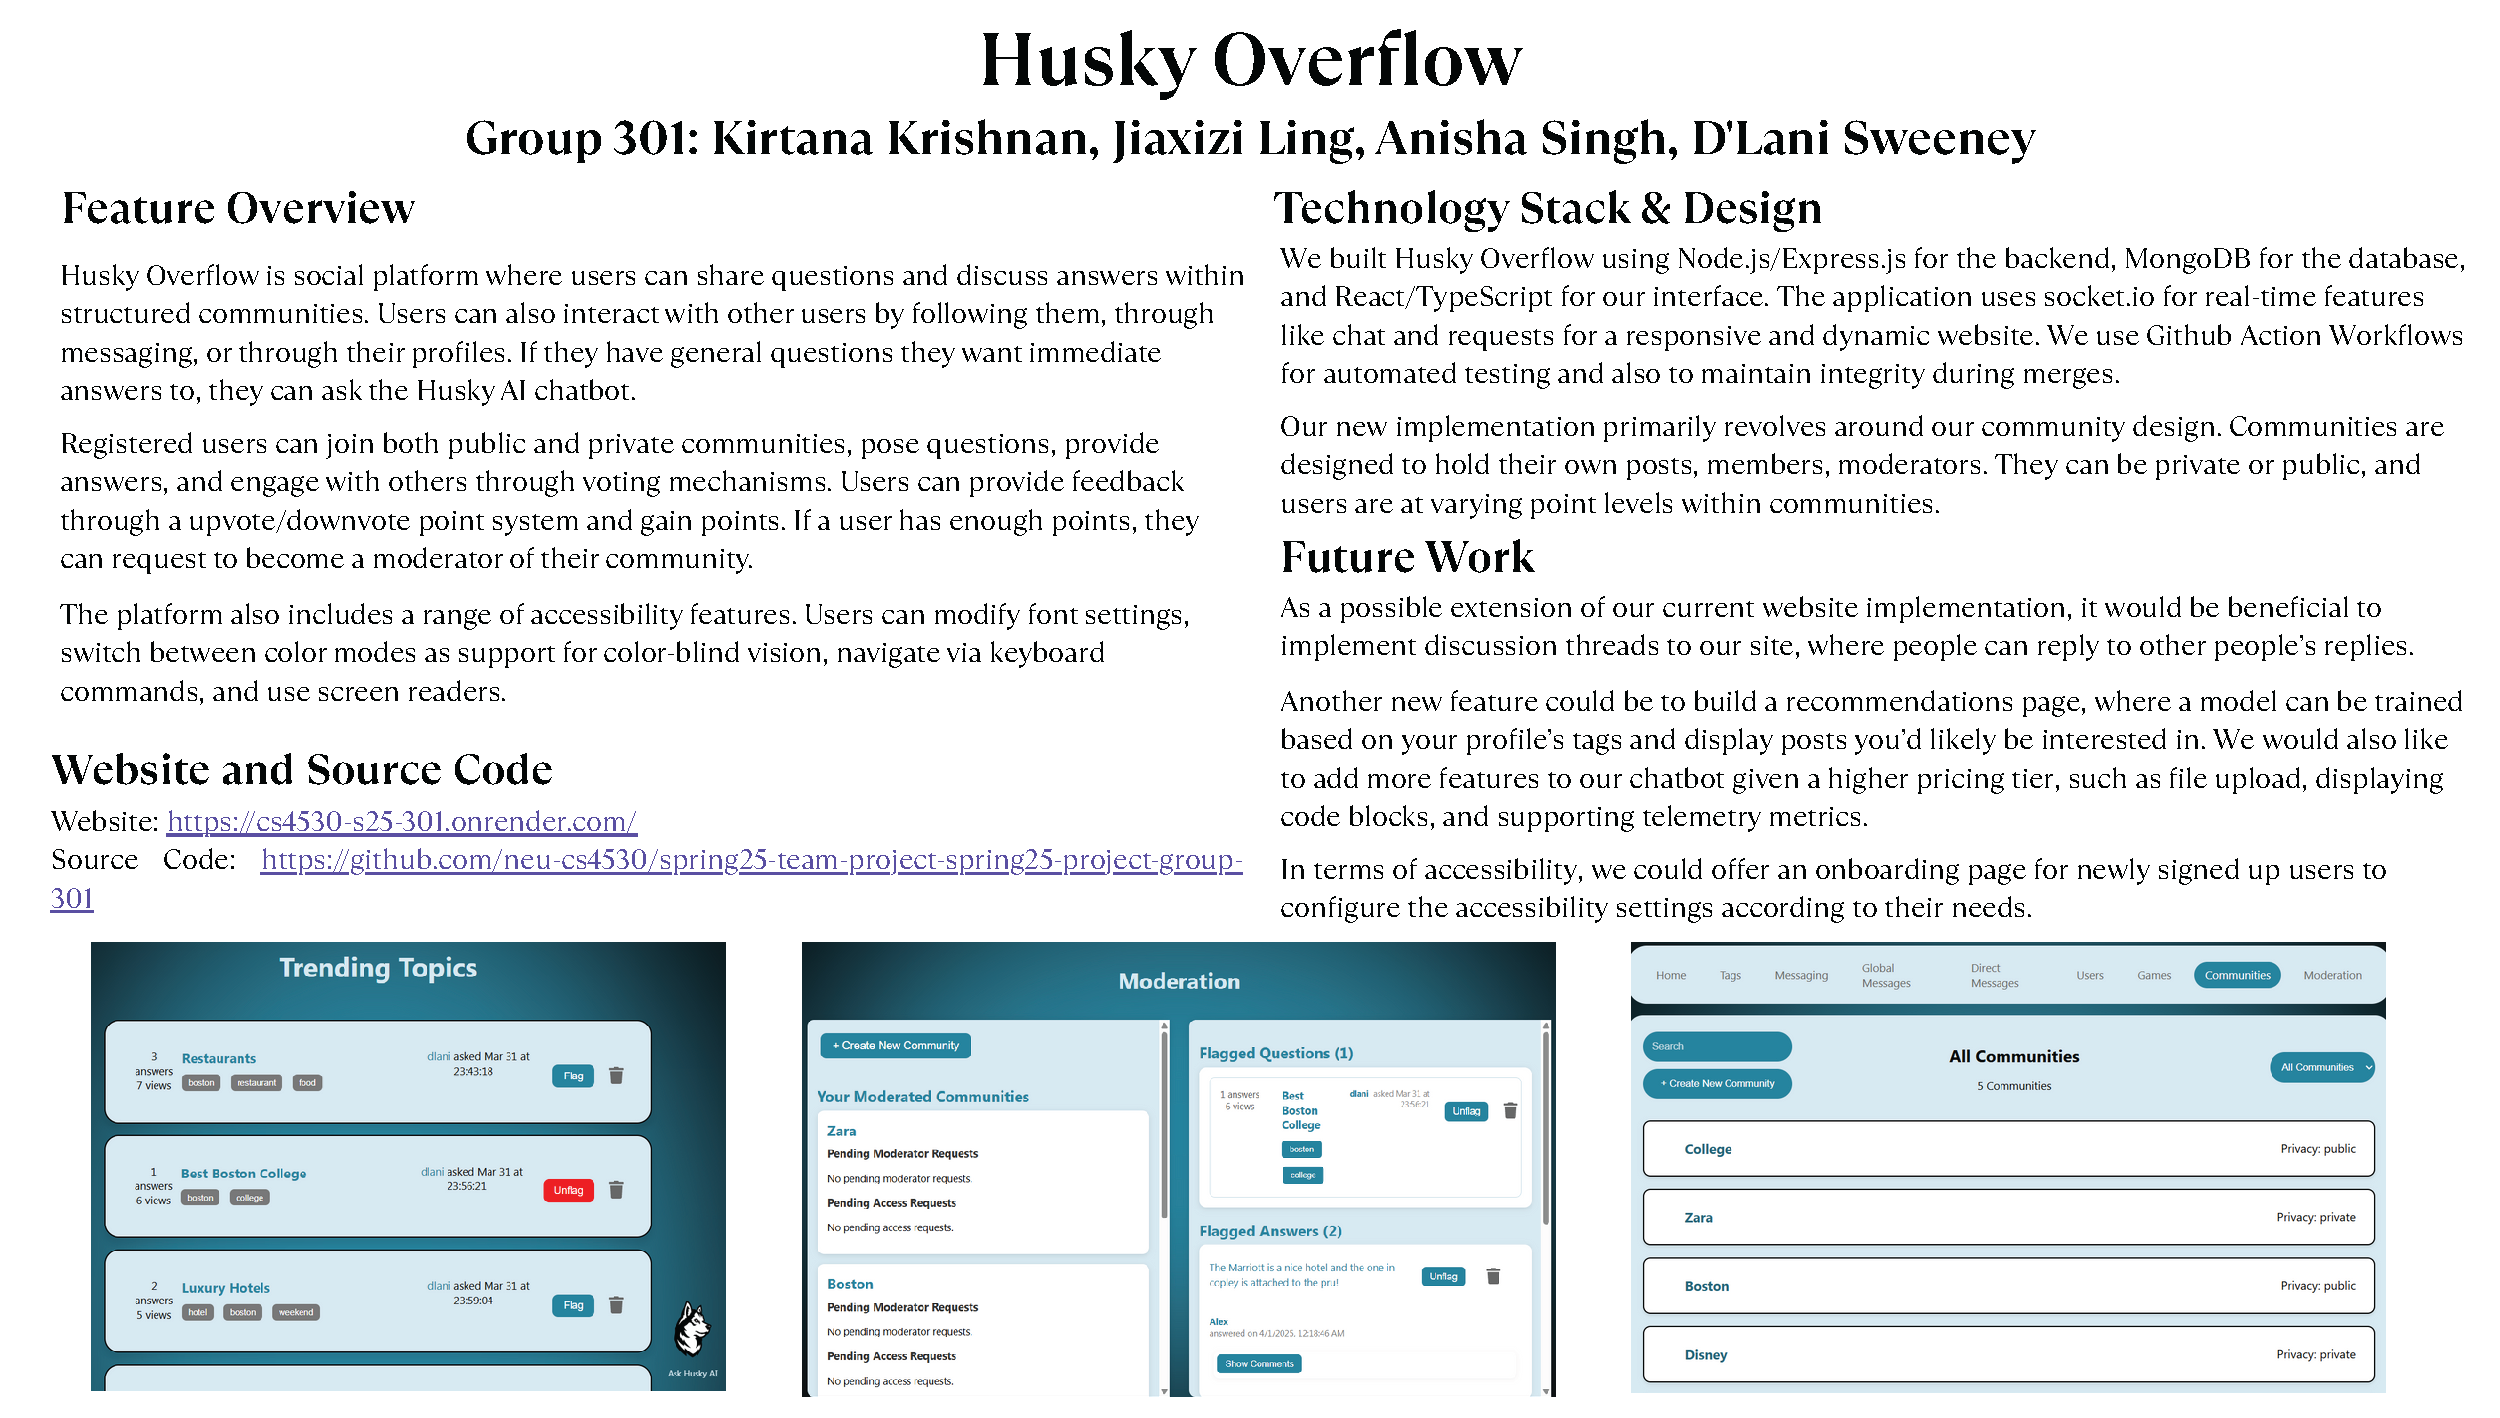 Husky Overflow
Group 301: Kirtana Krishnan, Jiaxizi Ling, Anisha Singh, D'Lani Sweeney
Feature Overview
Husky Overflow is social platform where users can share questions and discuss answers within
structured communities. Users can also interact with other users by following them, through
messaging, or through their profiles. If they have general questions they want immediate
answers to, they can ask the Husky AI chatbot.
Registered users can join both public and private communities, pose questions, provide
answers, and engage with others through voting mechanisms. Users can provide feedback
through a upvote/downvote point system and gain points. If a user has enough points, they
can request to become a moderator of their community.
The platform also includes a range of accessibility features. Users can modify font settings,
switch between color modes as support for color-blind vision, navigate via keyboard
commands, and use screen readers.
Website and Source Code
Website: https://cs4530-s25-301.onrender.com/
Source Code: https://github.com/neu-cs4530/spring25-team-project-spring25-project-group-
301
Technology Stack & Design
We built Husky Overflow using Node.js/Express.js for the backend, MongoDB for the database,
and React/TypeScript for our interface. The application uses socket.io for real-time features
like chat and requests for a responsive and dynamic website. We use Github Action Workflows
for automated testing and also to maintain integrity during merges.
Our new implementation primarily revolves around our community design. Communities are
designed to hold their own posts, members, moderators. They can be private or public, and
users are at varying point levels within communities.
Future Work
As a possible extension of our current website implementation, it would be beneficial to
implement discussion threads to our site, where people can reply to other people's replies.
Another new feature could be to build a recommendations page, where a model can be trained
based on your profile's tags and display posts you'd likely be interested in. We would also like
to add more features to our chatbot given a higher pricing tier, such as file upload, displaying
code blocks, and supporting telemetry metrics.
In terms of accessibility, we could offer an onboarding page for newly signed up users to
configure the accessibility settings according to their needs.
Trending Topics
3 answers
7 views
Restaurants
boston restaurant food
dlani asked Mar 31 at
23:43:18
Flag
1 answers
6 views
Best Boston College
boston college
dlani asked Mar 31 at
23:56:21
Unflag
2 answers
5 views
Luxury Hotels
hotel boston weekend
dlani asked Mar 31 at
23:59:04
Flag
Ask Husky AI
Moderation
+ Create New Community
Your Moderated Communities
Zara
Pending Moderator Requests
No pending moderator requests.
Pending Access Requests
No pending access requests.
Boston
Pending Moderator Requests
No pending moderator requests.
Pending Access Requests
No pending access requests.
Flagged Questions (1)
1 answers
6 views
Best
Boston
College
boston
college
dlani asked Mar 31 at
23:56:21
Unflag
Flagged Answers (2)
The Marriott is a nice hotel and the one in
copley is attached to the pru!
Unflag
Alex
answered on 4/1/2025, 12:18:46 AM
Show Comments
Home Tags Messaging Global Messages Direct Messages Users Games Communities Moderation
Search
+ Create New Community
All Communities
5 Communities
All Communities
College Privacy: public
Zara Privacy: private
Boston Privacy: public
Disney Privacy: private